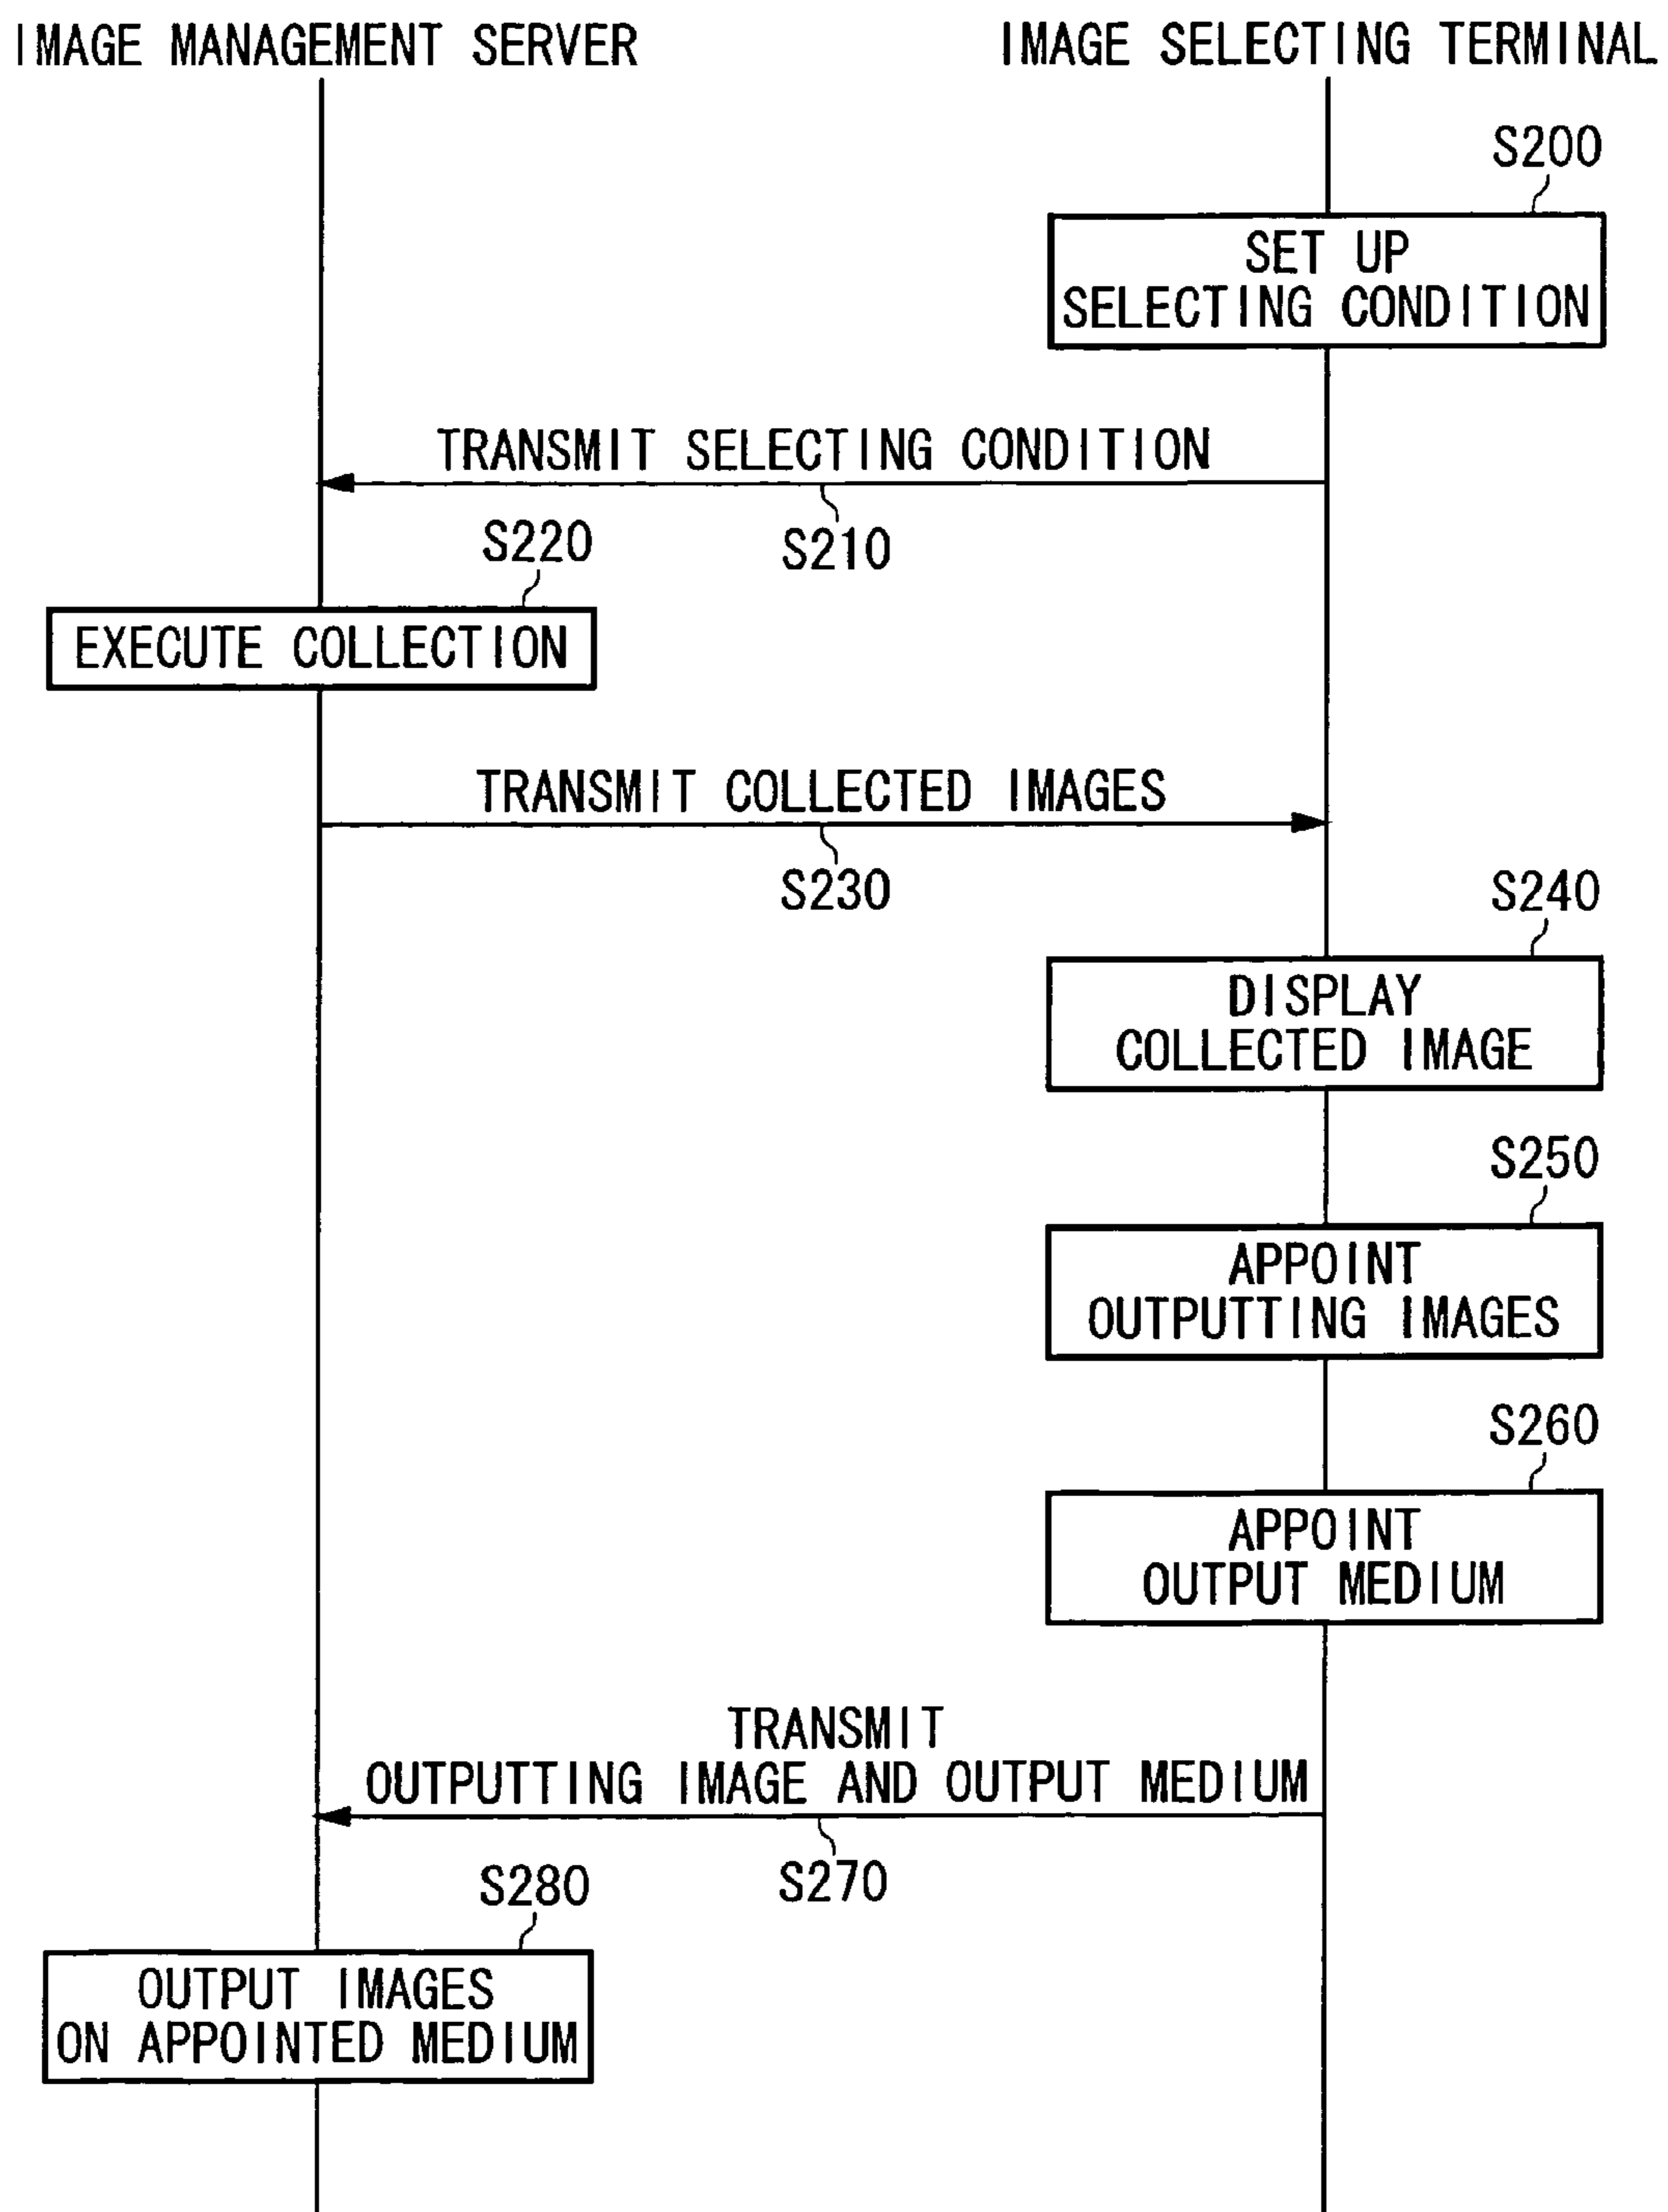 IMAGE MANAGEMENT SERVER
IMAGE SELECTING TERMINAL
S200
SET UP
SELECTING CONDITION
TRANSMIT SELECTING CONDITION
S210
S220
EXECUTE COLLECTION
TRANSMIT COLLECTED IMAGES
S230
S240
DISPLAY
COLLECTED IMAGE
S250
APPOINT
OUTPUTTING IMAGES
S260
APPOINT
OUTPUT MEDIUM
TRANSMIT
OUTPUTTING IMAGE AND OUTPUT MEDIUM
S270
S280
OUTPUT IMAGES
ON APPOINTED MEDIUM